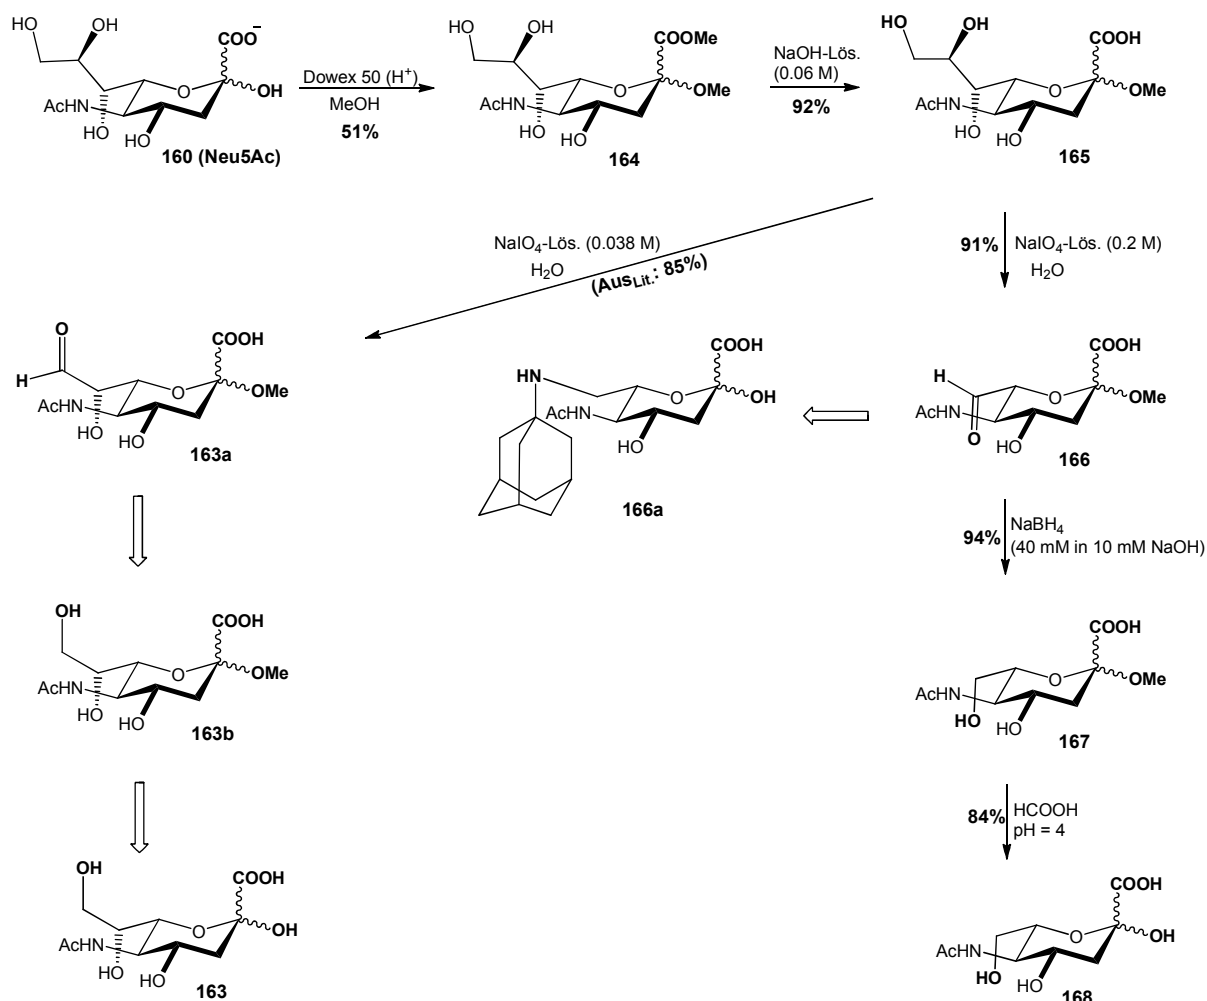 HO OH COO⁻ O OH AcHN HO HO
160 (Neu5Ac)
Dowex 50 (H⁺)
MeOH
51%
HO OH COOMe O OMe AcHN HO HO
164
NaOH-Lös.
(0.06 M)
92%
HO OH COOH O OMe AcHN HO HO
165
NaIO₄-Lös. (0.038 M)
H₂O
(Aus_Lit.: 85%)
91% NaIO₄-Lös. (0.2 M)
H₂O
O H COOH O OMe AcHN HO HO
163a
HN COOH O OH AcHN HO
166a
H O COOH O OMe AcHN HO
166
94% NaBH₄
(40 mM in 10 mM NaOH)
OH COOH O OMe AcHN HO HO
163b
COOH O OMe AcHN HO HO
167
84% HCOOH
pH = 4
OH COOH O OH AcHN HO HO
163
COOH O OH AcHN HO HO
168